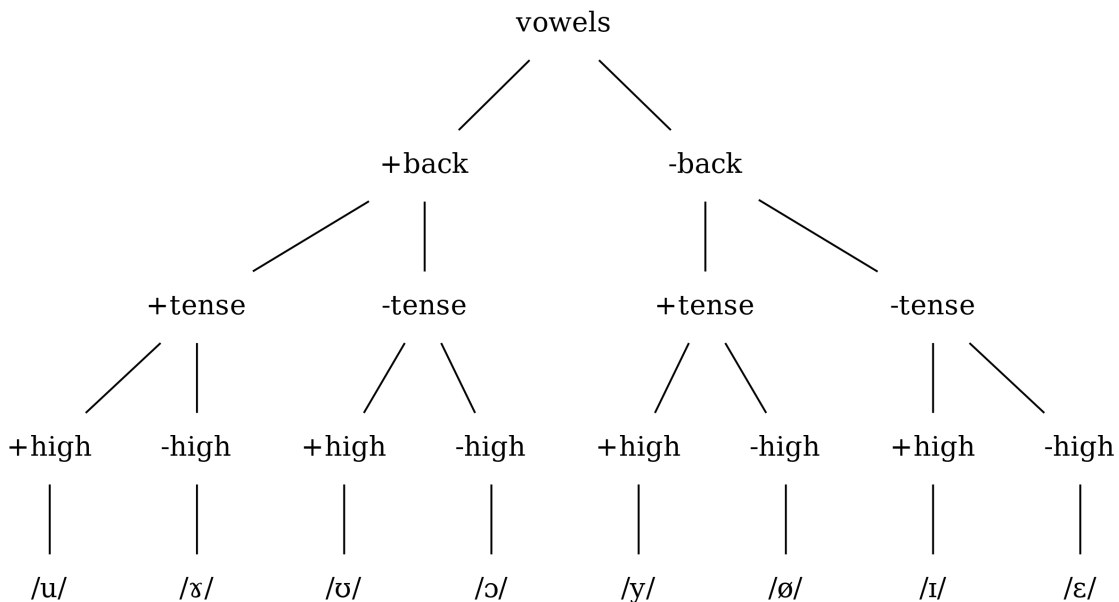 vowels
+back -back
+tense -tense +tense -tense
+high -high +high -high +high -high +high -high
/u/ /ɤ/ /ʊ/ /ɔ/ /y/ /ø/ /ɪ/ /ɛ/